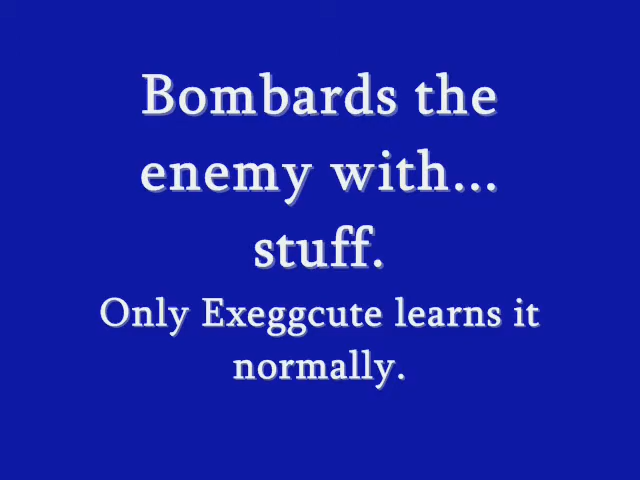 Bombards the
enemy with...
stuff.
Only Exeggcute learns it
normally.